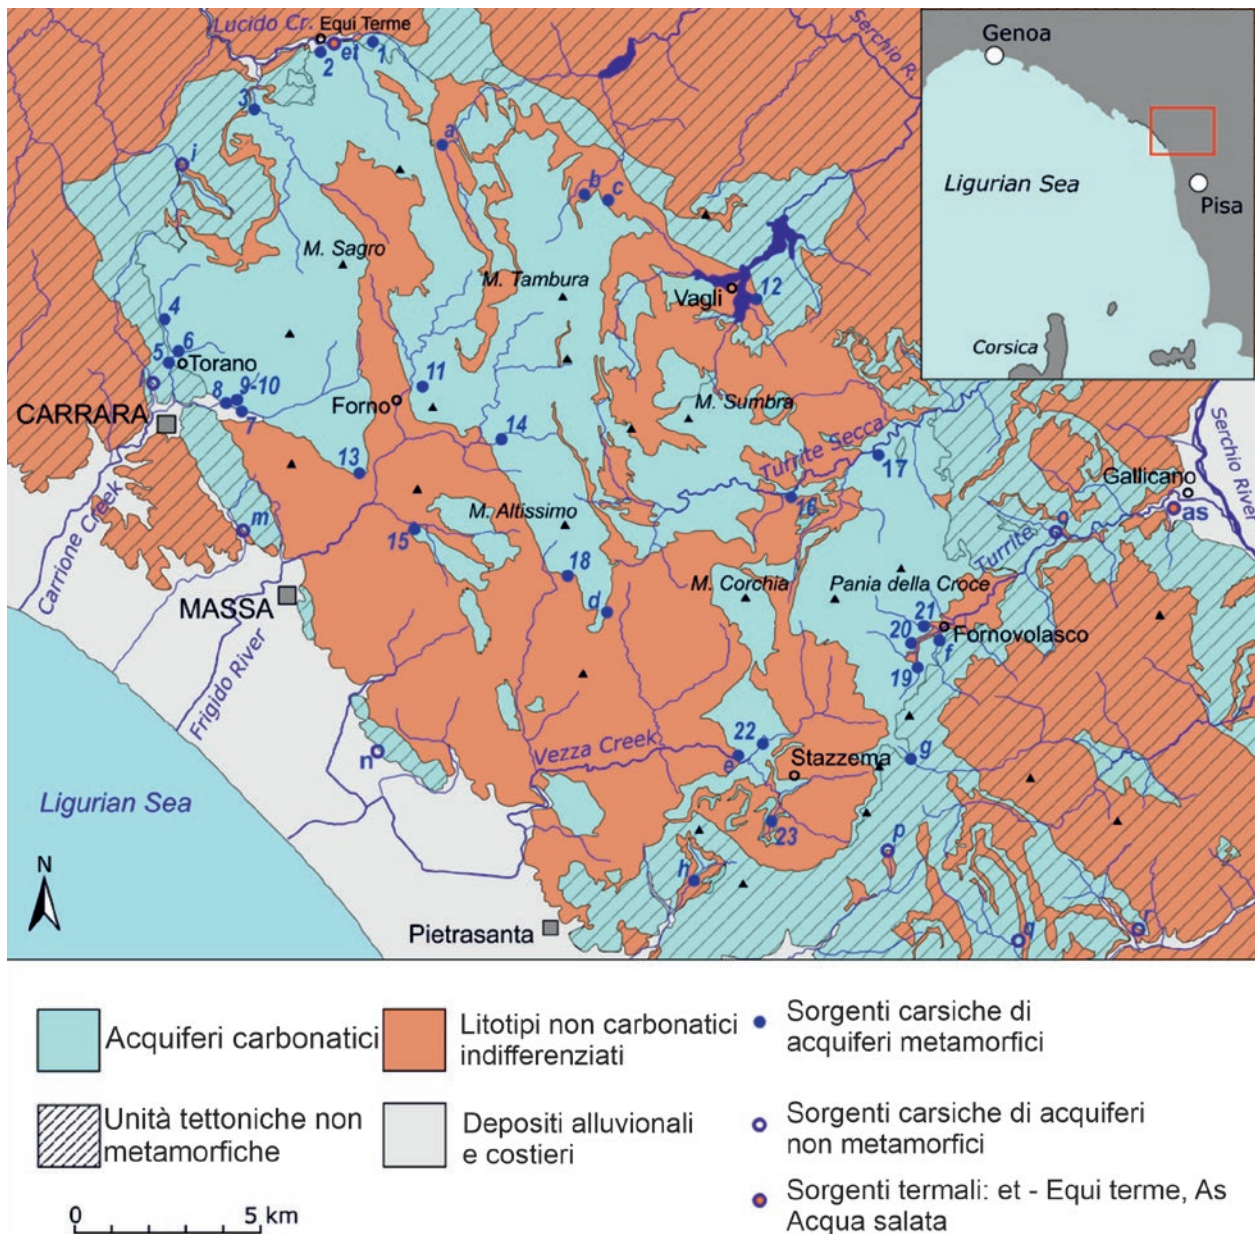 Lucido Cr.
Equi Terme
Serchio R.
2
et
1
3
a
i
b
c
M. Sagro
M. Tambura
Vagli
12
4
5
6
Torano
l
8
9-10
7
11
Forno
CARRARA
M. Sumbra
14
13
Turrite Secca
17
16
Gallicano
Serchio River
as
o
Turrite
M. Altissimo
15
18
d
m
MASSA
Carrione Creek
Frigido River
M. Corchia
Pania della Croce
21
20
Fornovolasco
f
19
n
Vezza Creek
22
e
Stazzema
g
23
h
p
q
r
Ligurian Sea
N
Pietrasanta
Genoa
Ligurian Sea
Pisa
Corsica
Acquiferi carbonatici
Litotipi non carbonatici
indifferenziati
Sorgenti carsiche di
acquiferi metamorfici
Unità tettoniche non
metamorfiche
Depositi alluvionali
e costieri
Sorgenti carsiche di acquiferi
non metamorfici
Sorgenti termali: et - Equi terme, As
Acqua salata
0 5 km